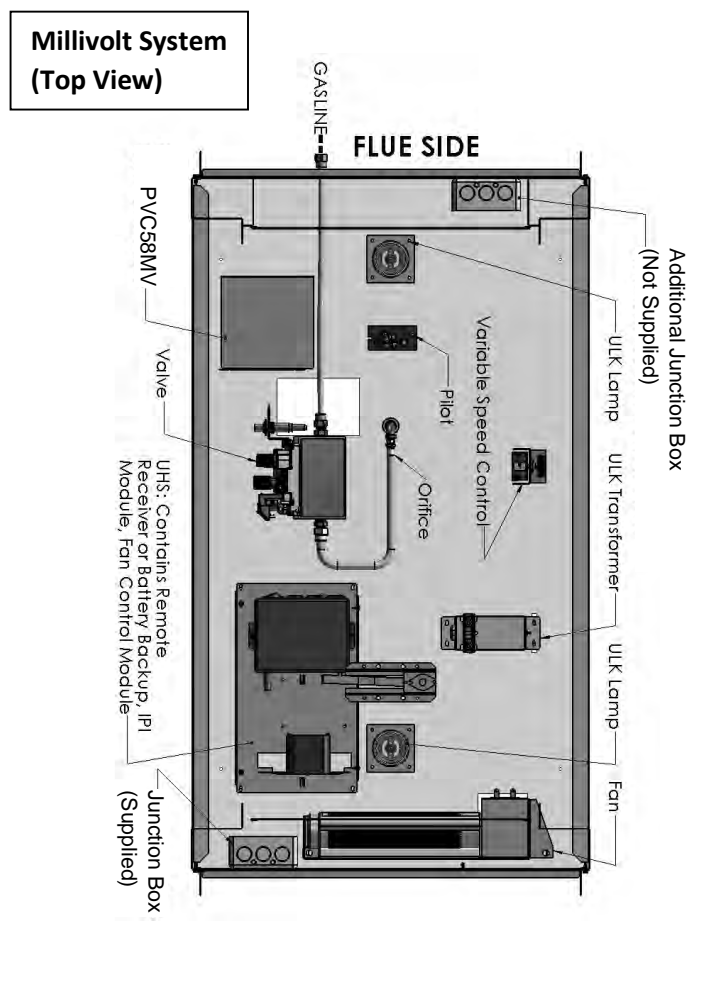 Millivolt System
(Top View)
GASLINE
FLUE SIDE
Additional Junction Box
(Not Supplied)
ULK Lamp
ULK Transformer
ULK Lamp
Fan
Variable Speed Control
Pilot
Orifice
PVC58MV
Valve
UHS: Contains Remote
Receiver or Battery Backup, IPI
Module, Fan Control Module
Junction Box
(Supplied)